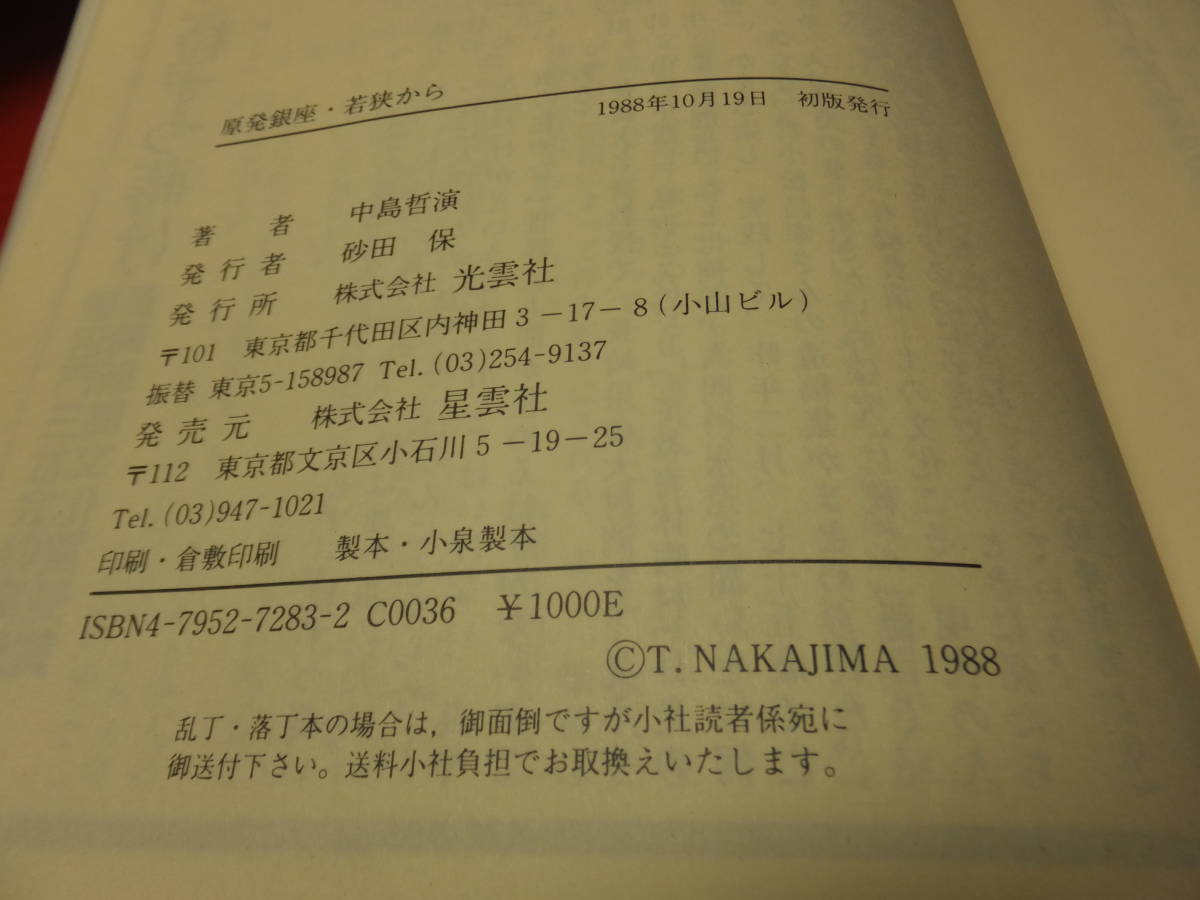 原発銀座・若狭から
1988年10月19日　初版発行
著者　中島哲演
発行者　砂田　保
発行所　株式会社 光雲社
〒101　東京都千代田区内神田3－17－8(小山ビル)
振替 東京5-158987 Tel.(03)254-9137
発売元　株式会社 星雲社
〒112　東京都文京区小石川5－19－25
Tel.(03)947-1021
印刷・倉敷印刷　製本・小泉製本
ISBN4-7952-7283-2 C0036 ￥1000E
©T. NAKAJIMA 1988
乱丁・落丁本の場合は，御面倒ですが小社読者係宛に
御送付下さい。送料小社負担でお取換えいたします。